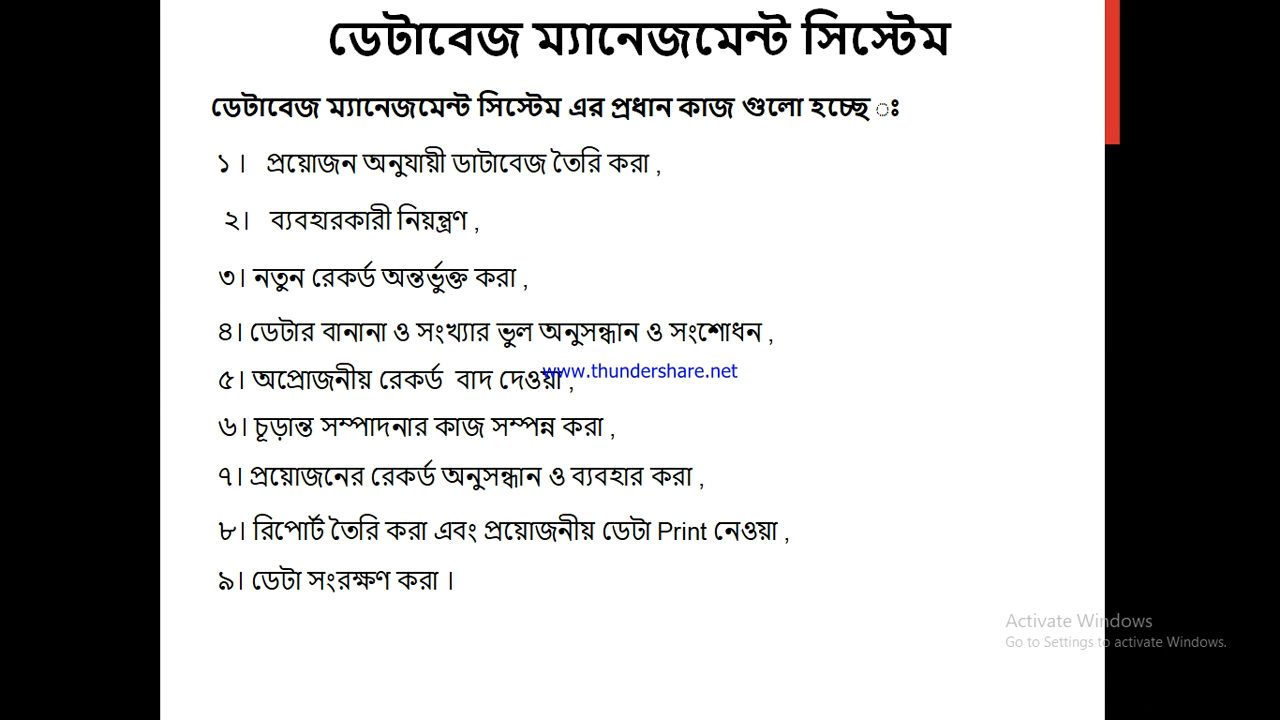 ডেটাবেজ ম্যানেজমেন্ট সিস্টেম
ডেটাবেজ ম্যানেজমেন্ট সিস্টেম এর প্রধান কাজ গুলো হচ্ছে ঃ
১ । প্রয়োজন অনুযায়ী ডাটাবেজ তৈরি করা ,
২। ব্যবহারকারী নিয়ন্ত্রণ ,
৩। নতুন রেকর্ড অন্তর্ভুক্ত করা ,
৪। ডেটার বানানা ও সংখ্যার ভুল অনুসন্ধান ও সংশোধন ,
৫। অপ্রোজনীয় রেকর্ড বাদ দেওয়া ,
www.thundershare.net
৬। চূড়ান্ত সম্পাদনার কাজ সম্পন্ন করা ,
৭। প্রয়োজনের রেকর্ড অনুসন্ধান ও ব্যবহার করা ,
৮। রিপোর্ট তৈরি করা এবং প্রয়োজনীয় ডেটা Print নেওয়া ,
৯। ডেটা সংরক্ষণ করা ।
Activate Windows
Go to Settings to activate Windows.